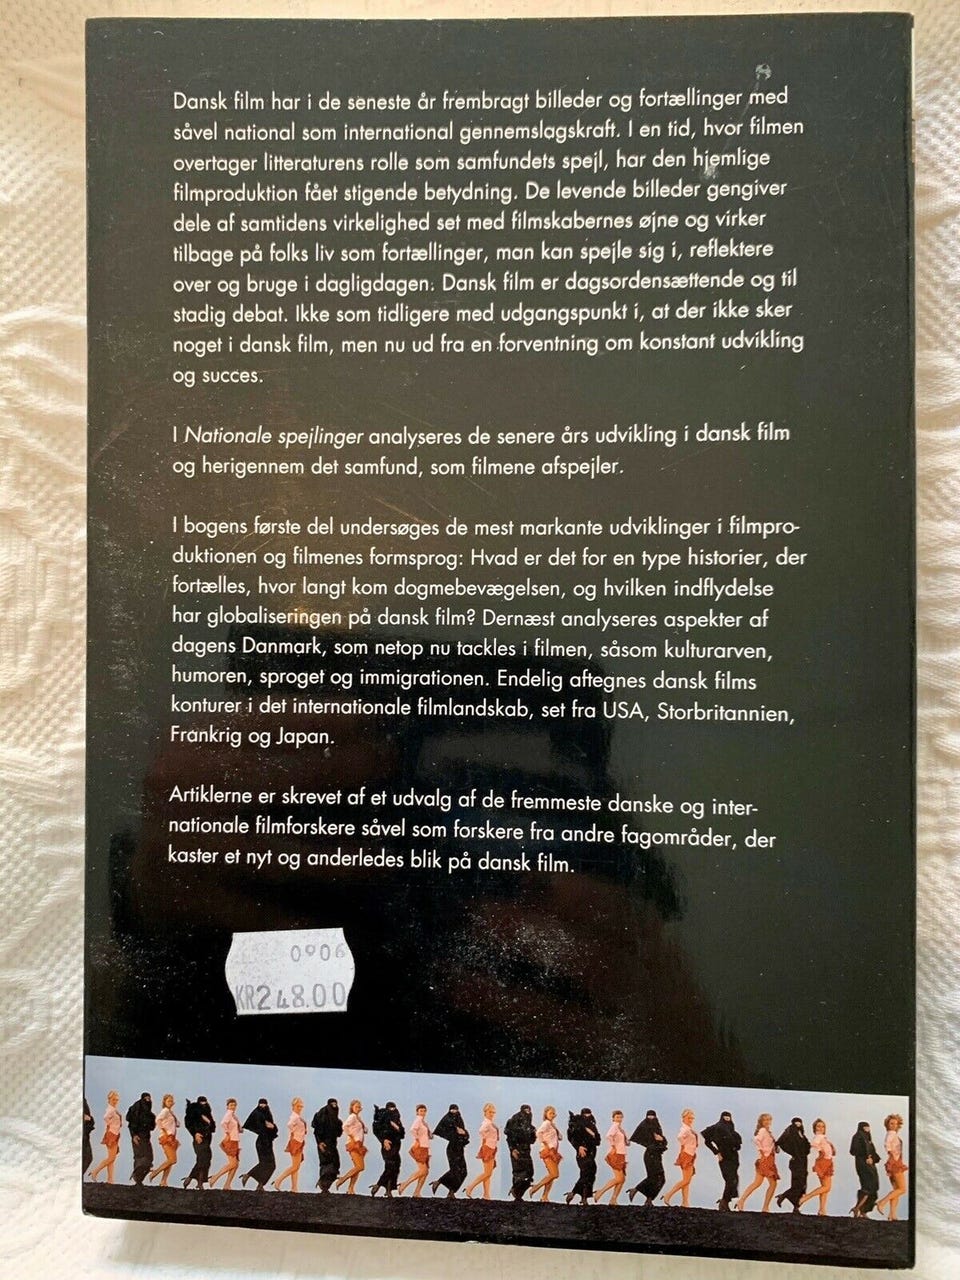 Dansk film har i de seneste år frembragt billeder og fortællinger med
såvel national som international gennemslagskraft. I en tid, hvor filmen
overtager litteraturens rolle som samfundets spejl, har den hjemlige
filmproduktion fået stigende betydning. De levende billeder gengiver
dele af samtidens virkelighed set med filmskabernes øjne og virker
tilbage på folks liv som fortællinger, man kan spejle sig i, reflektere
over og bruge i dagligdagen. Dansk film er dagsordensættende og til
stadig debat. Ikke som tidligere med udgangspunkt i, at der ikke sker
noget i dansk film, men nu ud fra en forventning om konstant udvikling
og succes.
I Nationale spejlinger analyseres de senere års udvikling i dansk film
og herigennem det samfund, som filmene afspejler.
I bogens første del undersøges de mest markante udviklinger i filmpro-
duktionen og filmenes formsprog: Hvad er det for en type historier, der
fortælles, hvor langt kom dogmebevægelsen, og hvilken indflydelse
har globaliseringen på dansk film? Dernæst analyseres aspekter af
dagens Danmark, som netop nu tackles i filmen, såsom kulturarven,
humoren, sproget og immigrationen. Endelig aftegnes dansk films
konturer i det internationale filmlandskab, set fra USA, Storbritannien,
Frankrig og Japan.
Artiklerne er skrevet af et udvalg af de fremmeste danske og inter-
nationale filmforskere såvel som forskere fra andre fagområder, der
kaster et nyt og anderledes blik på dansk film.
0906
KR248.00